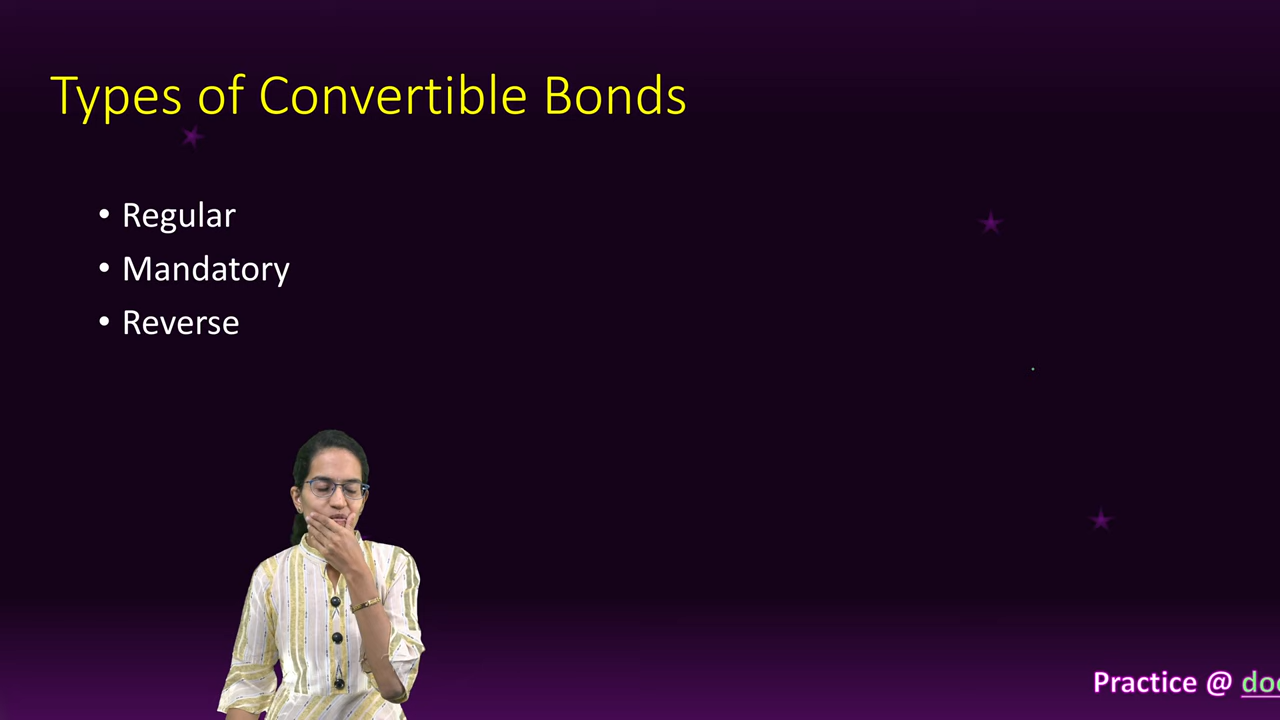 Types of Convertible Bonds
• Regular
• Mandatory
• Reverse
Practice @